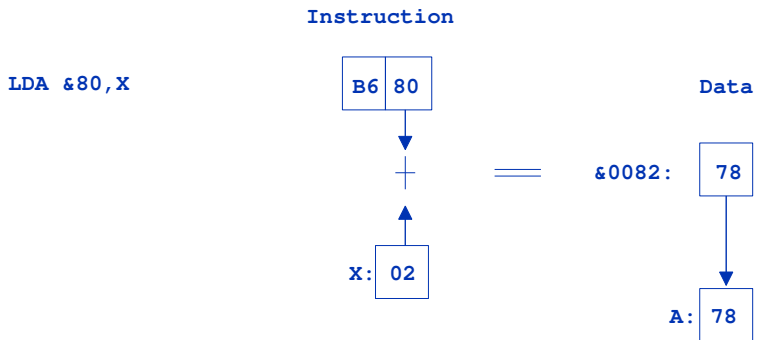 Instruction
LDA &80,X
B6 80
Data
+
&0082: 78
X: 02
A: 78